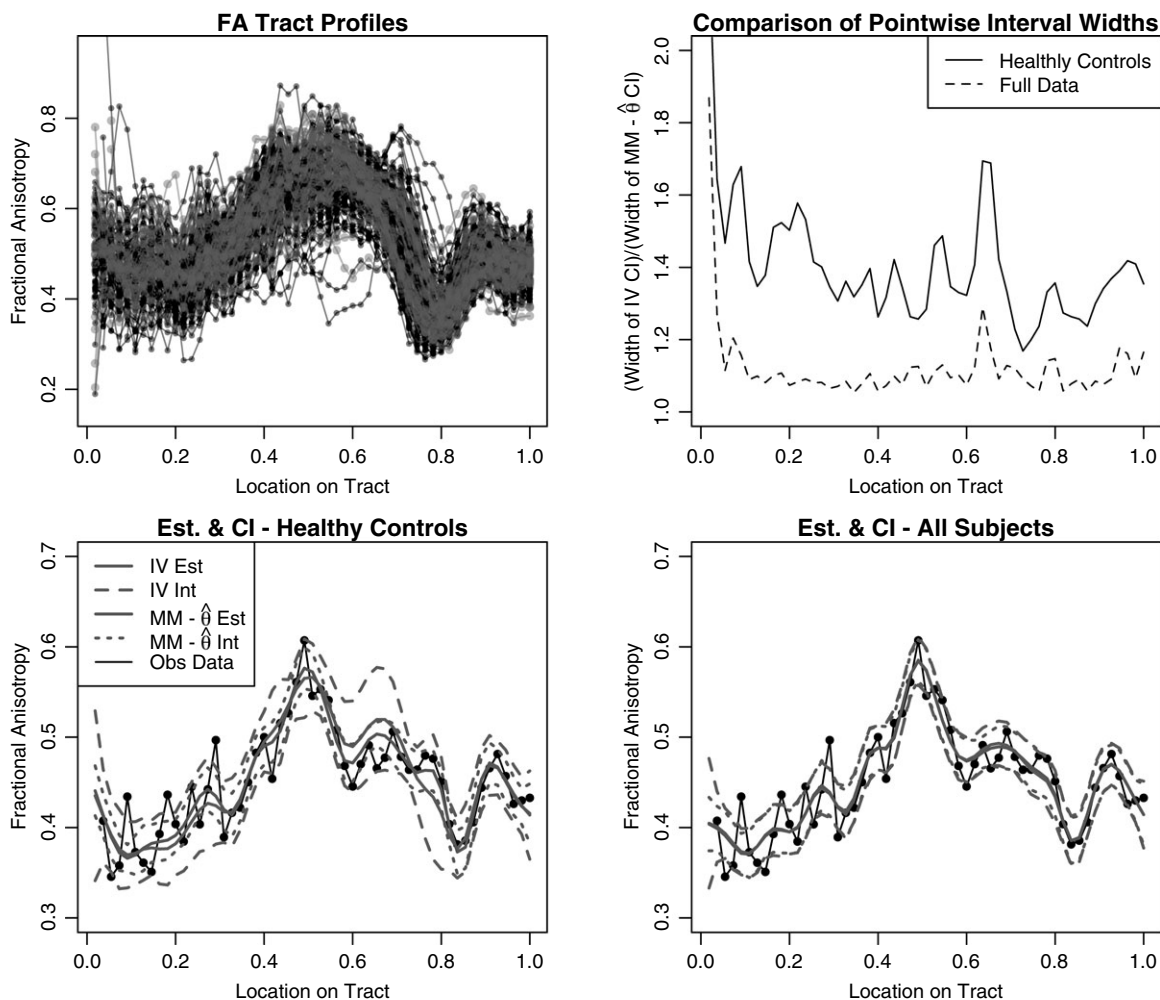 FA Tract Profiles
Fractional Anisotropy
0.2 0.4 0.6 0.8
0.0 0.2 0.4 0.6 0.8 1.0
Location on Tract
Comparison of Pointwise Interval Widths
(Width of IV CI)/(Width of MM - θ̂ CI)
1.0 1.2 1.4 1.6 1.8 2.0
Healthly Controls
Full Data
0.0 0.2 0.4 0.6 0.8 1.0
Location on Tract
Est. & CI - Healthy Controls
Fractional Anisotropy
0.3 0.4 0.5 0.6 0.7
IV Est
IV Int
MM - θ̂ Est
MM - θ̂ Int
Obs Data
0.0 0.2 0.4 0.6 0.8 1.0
Location on Tract
Est. & CI - All Subjects
Fractional Anisotropy
0.3 0.4 0.5 0.6 0.7
0.0 0.2 0.4 0.6 0.8 1.0
Location on Tract